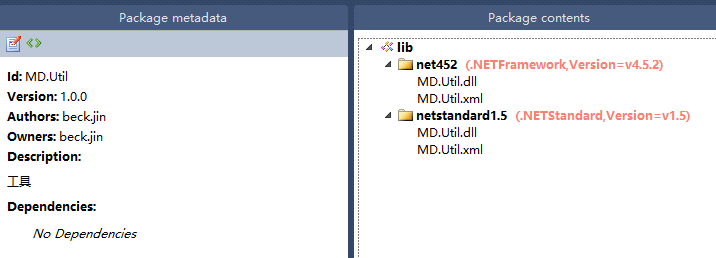 Package metadata
Id: MD.Util
Version: 1.0.0
Authors: beck.jin
Owners: beck.jin
Description:
工具
Dependencies:
No Dependencies
Package contents
lib
net452 (.NETFramework,Version=v4.5.2)
MD.Util.dll
MD.Util.xml
netstandard1.5 (.NETStandard,Version=v1.5)
MD.Util.dll
MD.Util.xml